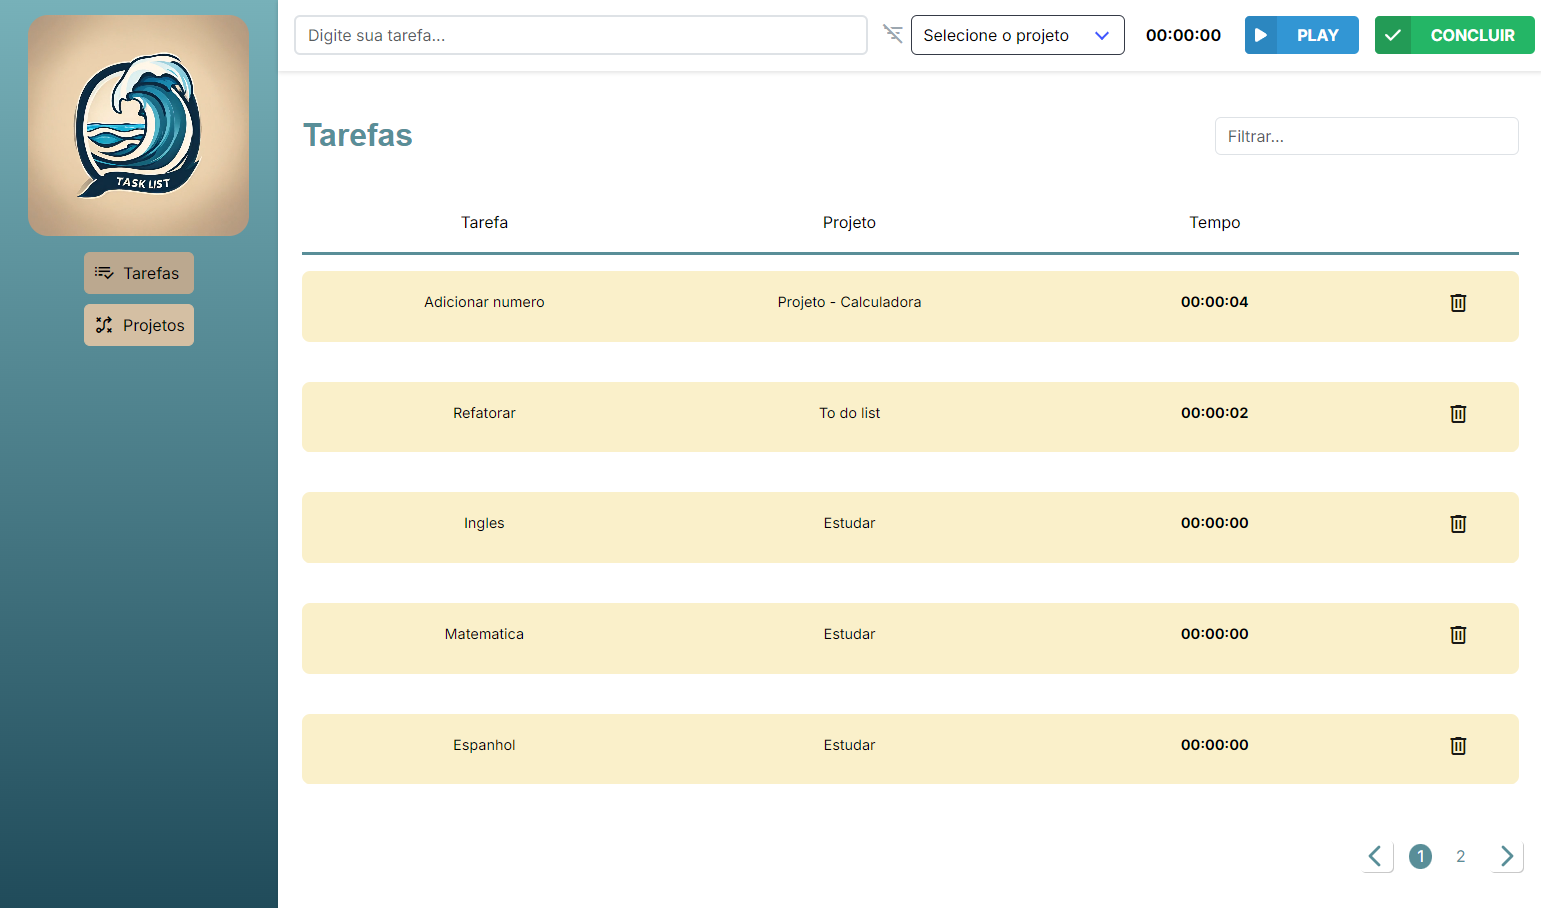 TASK LIST
Tarefas
Projetos
Digite sua tarefa... Selecione o projeto 00:00:00 PLAY CONCLUIR
Tarefas
Filtrar...
Tarefa Projeto Tempo
Adicionar numero Projeto - Calculadora 00:00:04
Refatorar To do list 00:00:02
Ingles Estudar 00:00:00
Matematica Estudar 00:00:00
Espanhol Estudar 00:00:00
1 2